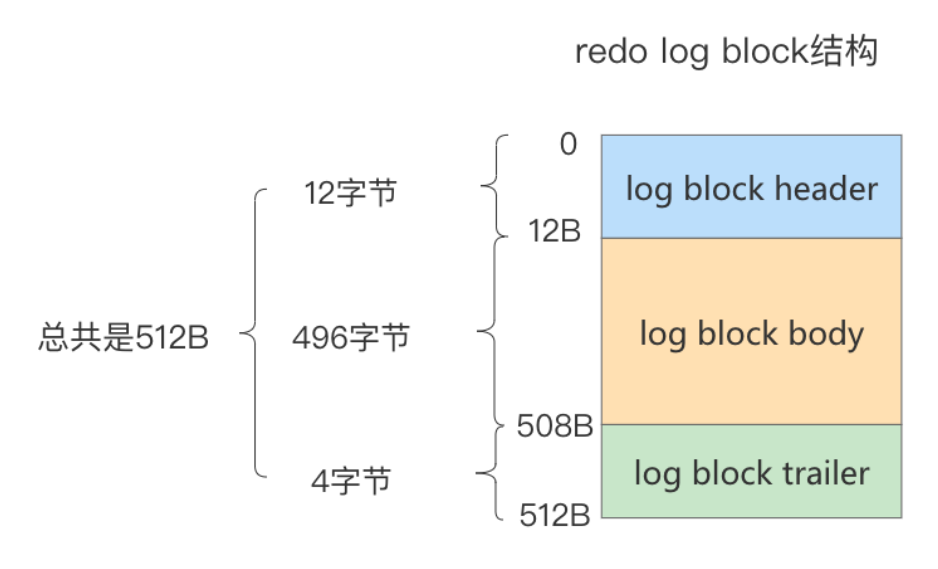 redo log block结构
0
12字节
log block header
12B
总共是512B
496字节
log block body
508B
4字节
log block trailer
512B